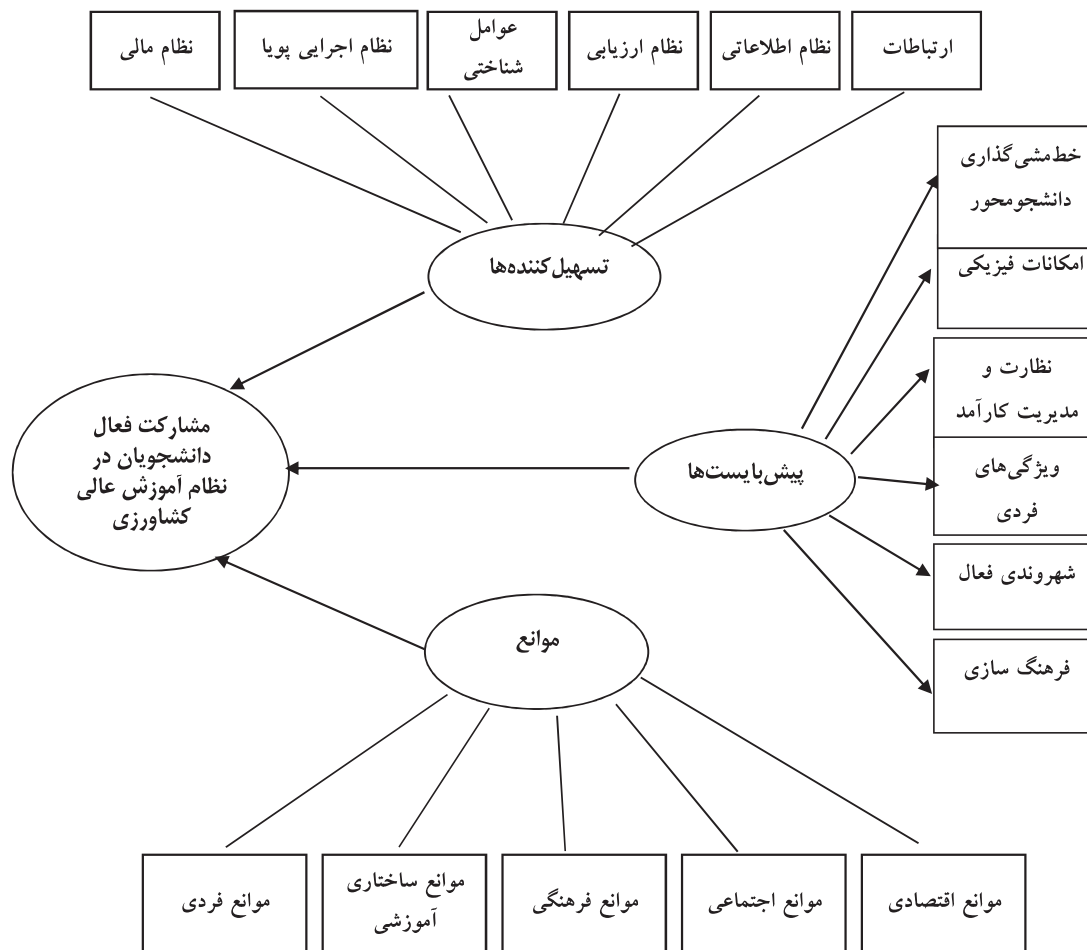 ارتباطات
نظام اطلاعاتی
نظام ارزیابی
عوامل
شناختی
نظام اجرایی پویا
نظام مالی
تسهیل‌کننده‌ها
خط‌مشی‌گذاری
دانشجومحور
امکانات فیزیکی
نظارت و
مدیریت کارآمد
ویژگی‌های
فردی
شهروندی فعال
فرهنگ سازی
پیش‌بایست‌ها
مشارکت فعال
دانشجویان در
نظام آموزش عالی
کشاورزی
موانع
موانع اقتصادی
موانع اجتماعی
موانع فرهنگی
موانع ساختاری
آموزشی
موانع فردی